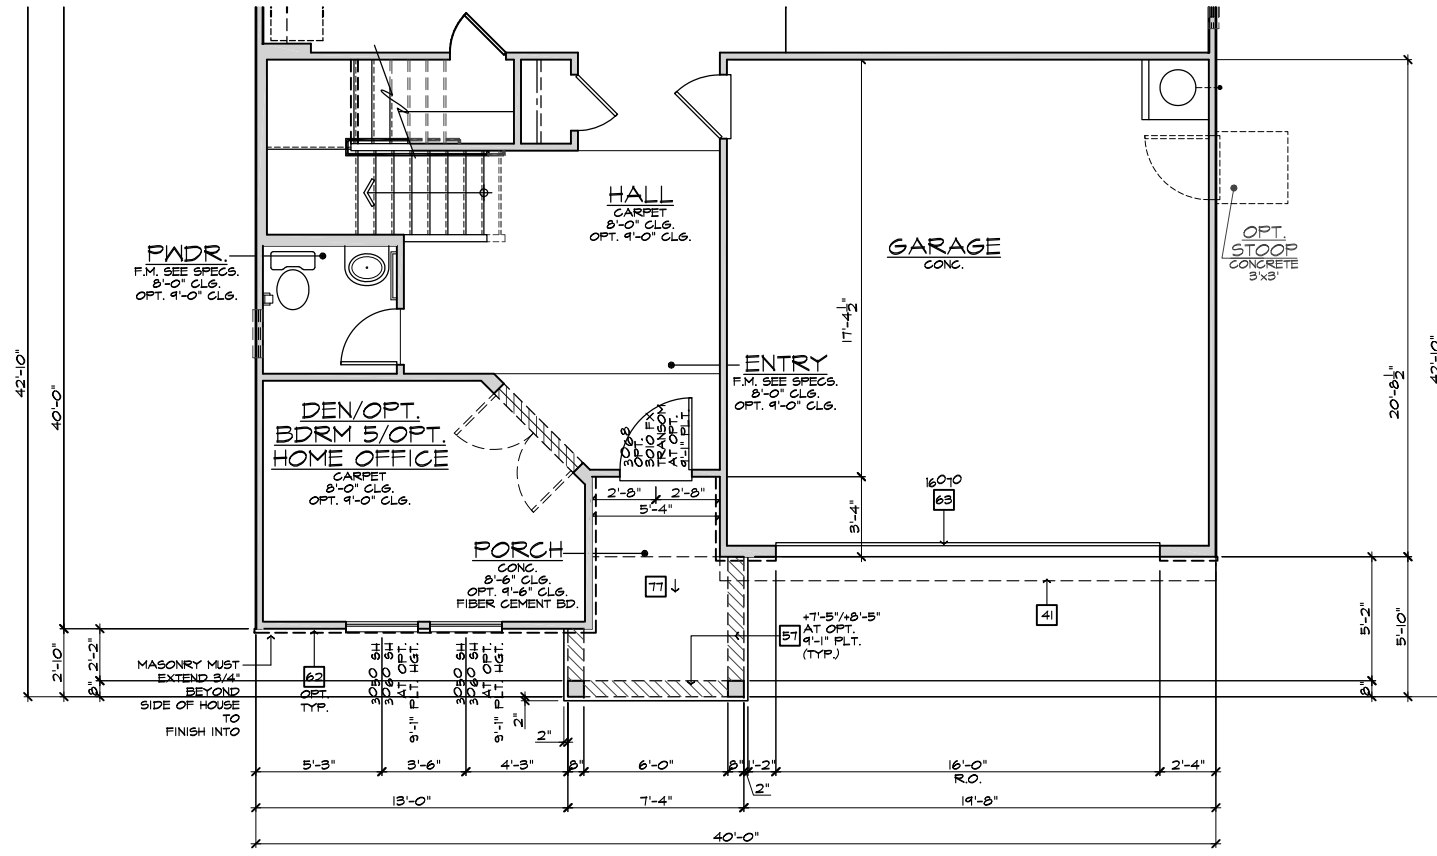 HALL
CARPET
8'-0" CLG.
OPT. 9'-0" CLG.
PWDR.
F.M. SEE SPECS.
8'-0" CLG.
OPT. 9'-0" CLG.
GARAGE
CONC.
OPT.
STOOP
CONCRETE
3'x3'
17'-4½"
42'-10"
40'-0"
20'-8½"
42'-10"
ENTRY
F.M. SEE SPECS.
8'-0" CLG.
OPT. 9'-0" CLG.
DEN/OPT.
BDRM 5/OPT.
HOME OFFICE
CARPET
8'-0" CLG.
OPT. 9'-0" CLG.
3068
OPT.
3010 FX
TRANSOM
AT OPT.
9'-1" PLT.
2'-8"
2'-8"
5'-4"
3'-4"
16070
63
PORCH
CONC.
8'-6" CLG.
OPT. 9'-6" CLG.
FIBER CEMENT BD.
77
41
57
+7'-5"/+8'-5"
AT OPT.
9'-1" PLT.
(TYP.)
5'-2"
5'-10"
8"
2'-10"
2'-2"
8"
MASONRY MUST
EXTEND 3/4"
BEYOND
SIDE OF HOUSE
TO
FINISH INTO
62
OPT.
TYP.
3050 SH
3060 SH
AT OPT.
9'-1" PLT. HGT.
3050 SH
3060 SH
AT OPT.
9'-1" PLT. HGT.
2"
2"
5'-3"
3'-6"
4'-3"
8"
6'-0"
8"
1'-2"
16'-0"
R.O.
2'-4"
2"
13'-0"
7'-4"
19'-8"
40'-0"